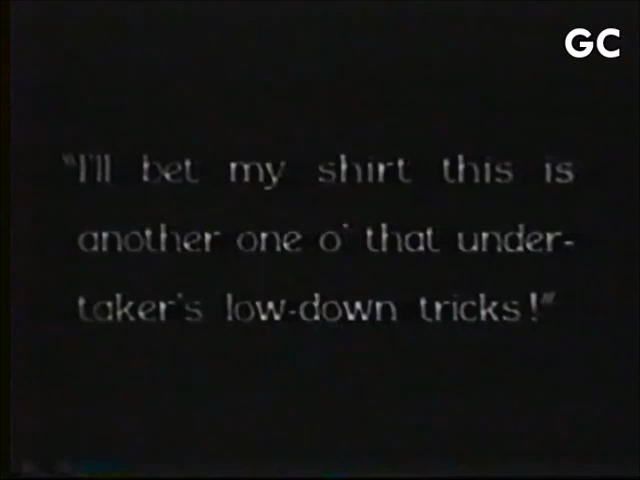 GC
"I'll bet my shirt this is
another one o' that under-
taker's low-down tricks!"